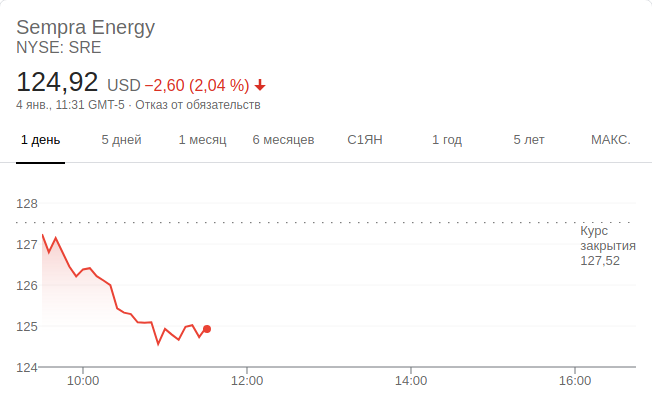 Sempra Energy
NYSE: SRE
124,92 USD −2,60 (2,04 %)
4 янв., 11:31 GMT-5 · Отказ от обязательств
1 день 5 дней 1 месяц 6 месяцев С1ЯН 1 год 5 лет МАКС.
128
127
126
125
124
Курс
закрытия
127,52
10:00 12:00 14:00 16:00